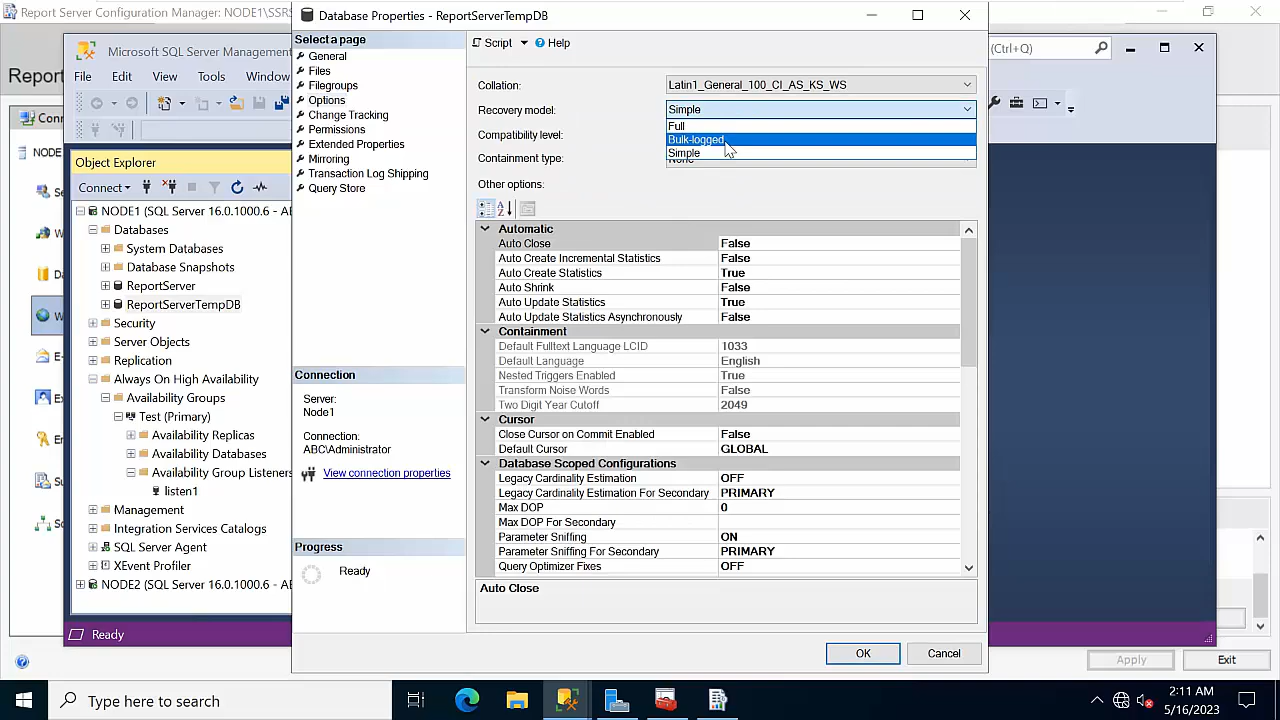 Report Server Configuration Manager: NODE1\SSRS
Database Properties - ReportServerTempDB
Microsoft SQL Server Management
(Ctrl+Q)
File
Edit
View
Tools
Window
Report
Object Explorer
Connect
NODE1 (SQL Server 16.0.1000.6 - AB
Databases
System Databases
Database Snapshots
ReportServer
ReportServerTempDB
Security
Server Objects
Replication
Always On High Availability
Availability Groups
Test (Primary)
Availability Replicas
Availability Databases
Availability Group Listeners
listen1
Management
Integration Services Catalogs
SQL Server Agent
XEvent Profiler
NODE2 (SQL Server 16.0.1000.6 - AB
Ready
Select a page
General
Files
Filegroups
Options
Change Tracking
Permissions
Extended Properties
Mirroring
Transaction Log Shipping
Query Store
Connection
Server:
Node1
Connection:
ABC\Administrator
View connection properties
Progress
Ready
Script
Help
Collation:
Latin1_General_100_CI_AS_KS_WS
Recovery model:
Simple
Full
Bulk-logged
Simple
Compatibility level:
Containment type:
None
Other options:
Automatic
Auto Close False
Auto Create Incremental Statistics False
Auto Create Statistics True
Auto Shrink False
Auto Update Statistics True
Auto Update Statistics Asynchronously False
Containment
Default Fulltext Language LCID 1033
Default Language English
Nested Triggers Enabled True
Transform Noise Words False
Two Digit Year Cutoff 2049
Cursor
Close Cursor on Commit Enabled False
Default Cursor GLOBAL
Database Scoped Configurations
Legacy Cardinality Estimation OFF
Legacy Cardinality Estimation For Secondary PRIMARY
Max DOP 0
Max DOP For Secondary
Parameter Sniffing ON
Parameter Sniffing For Secondary PRIMARY
Query Optimizer Fixes OFF
Auto Close
OK
Cancel
Apply
Exit
Type here to search
2:11 AM
5/16/2023